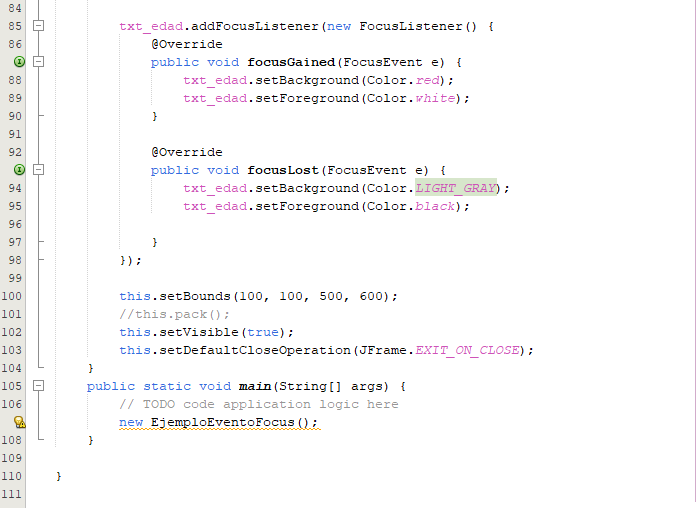 84
85 txt_edad.addFocusListener(new FocusListener() {
86 @Override
public void focusGained(FocusEvent e) {
88 txt_edad.setBackground(Color.red);
89 txt_edad.setForeground(Color.white);
90 }
91
92 @Override
public void focusLost(FocusEvent e) {
94 txt_edad.setBackground(Color.LIGHT_GRAY);
95 txt_edad.setForeground(Color.black);
96
97 }
98 });
99
100 this.setBounds(100, 100, 500, 600);
101 //this.pack();
102 this.setVisible(true);
103 this.setDefaultCloseOperation(JFrame.EXIT_ON_CLOSE);
104 }
105 public static void main(String[] args) {
106 // TODO code application logic here
new EjemploEventoFocus();
108 }
109
110 }
111